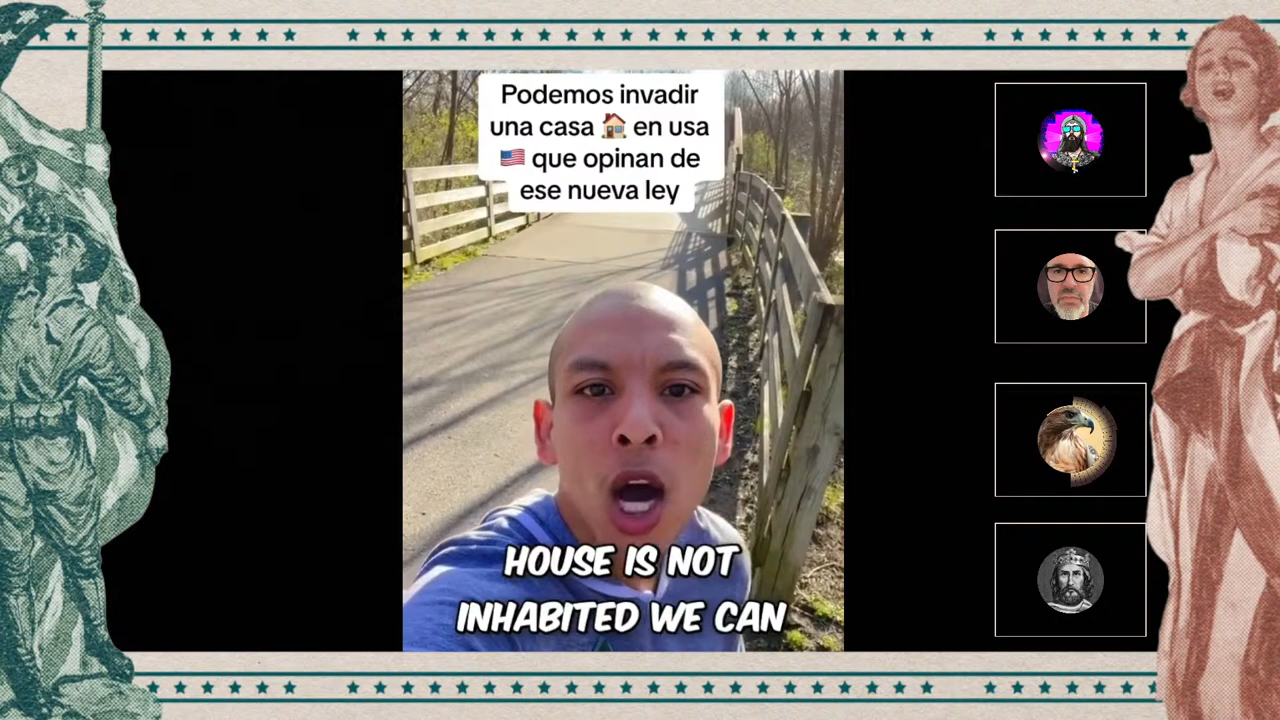 Podemos invadir
una casa 🏠 en usa
🇺🇸 que opinan de
ese nueva ley
HOUSE IS NOT
INHABITED WE CAN